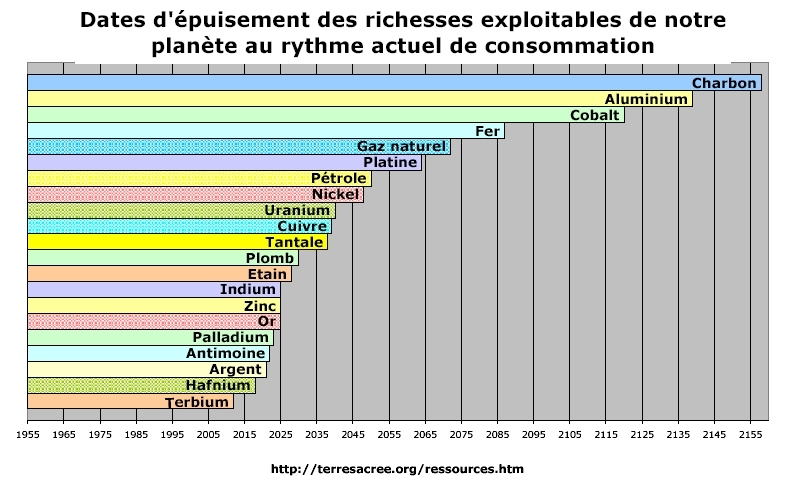 Dates d'épuisement des richesses exploitables de notre
planète au rythme actuel de consommation
Charbon
Aluminium
Cobalt
Fer
Gaz naturel
Platine
Pétrole
Nickel
Uranium
Cuivre
Tantale
Plomb
Etain
Indium
Zinc
Or
Palladium
Antimoine
Argent
Hafnium
Terbium
1955 1965 1975 1985 1995 2005 2015 2025 2035 2045 2055 2065 2075 2085 2095 2105 2115 2125 2135 2145 2155
http://terresacree.org/ressources.htm